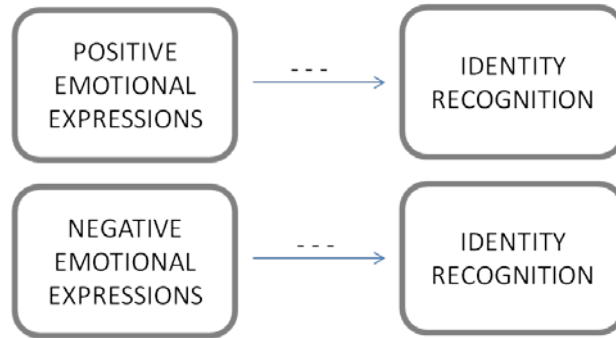 POSITIVE
EMOTIONAL
EXPRESSIONS
- - -
IDENTITY
RECOGNITION
NEGATIVE
EMOTIONAL
EXPRESSIONS
- - -
IDENTITY
RECOGNITION